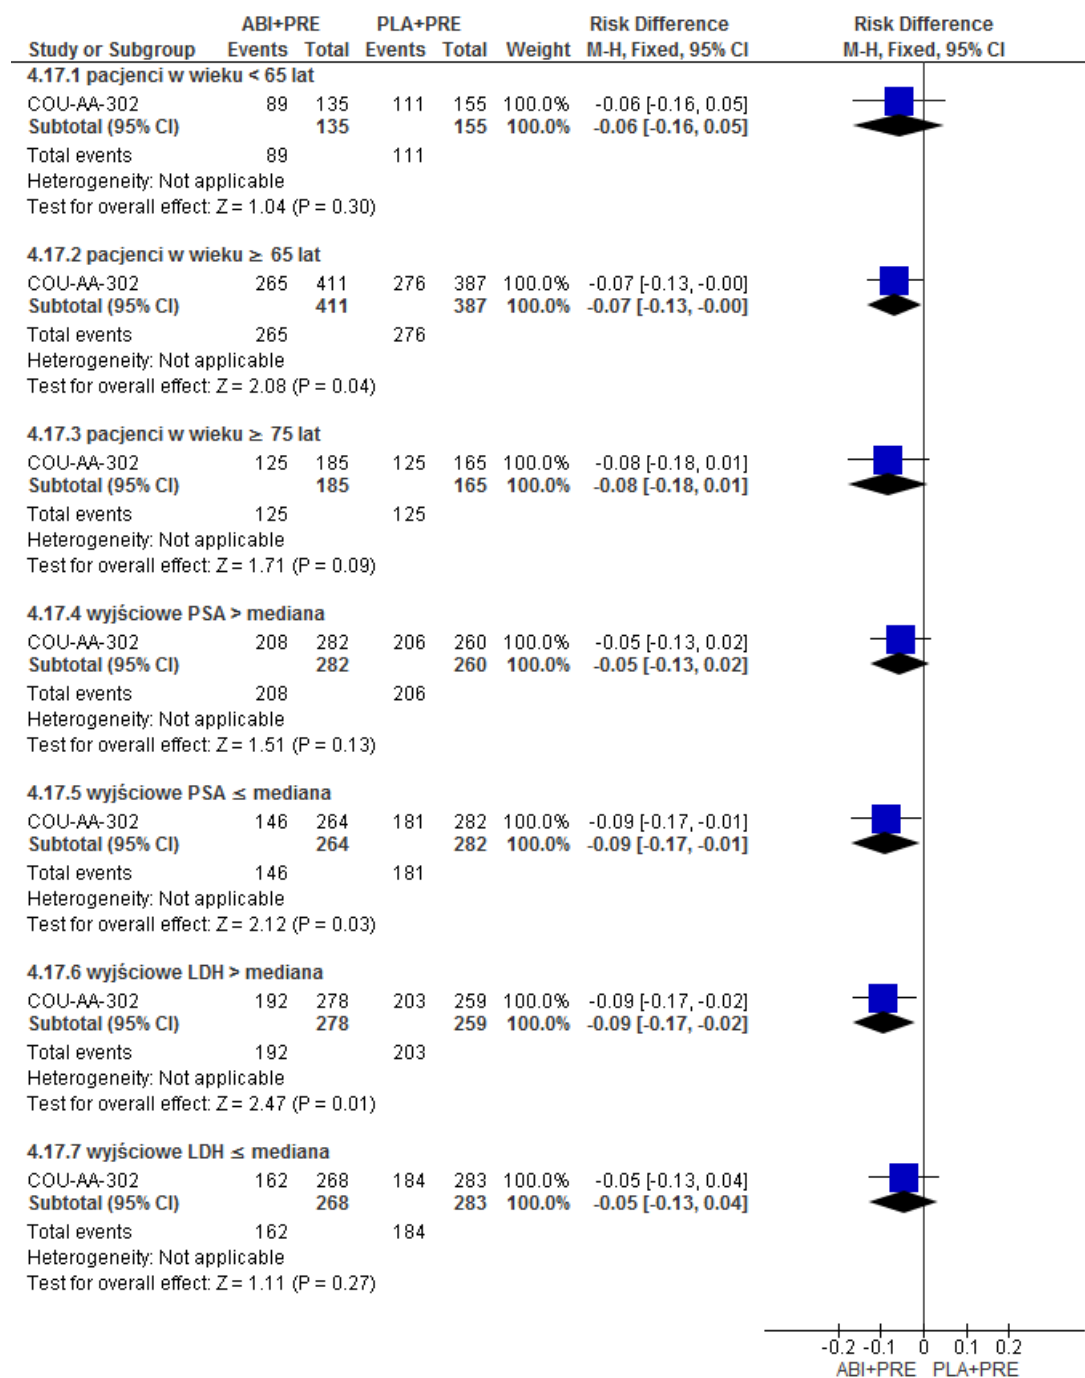 ABI+PRE PLA+PRE Risk Difference Risk Difference
Study or Subgroup Events Total Events Total Weight M-H, Fixed, 95% CI M-H, Fixed, 95% CI
4.17.1 pacjenci w wieku < 65 lat
COU-AA-302 89 135 111 155 100.0% -0.06 [-0.16, 0.05]
Subtotal (95% CI) 135 155 100.0% -0.06 [-0.16, 0.05]
Total events 89 111
Heterogeneity: Not applicable
Test for overall effect: Z = 1.04 (P = 0.30)
4.17.2 pacjenci w wieku ≥ 65 lat
COU-AA-302 265 411 276 387 100.0% -0.07 [-0.13, -0.00]
Subtotal (95% CI) 411 387 100.0% -0.07 [-0.13, -0.00]
Total events 265 276
Heterogeneity: Not applicable
Test for overall effect: Z = 2.08 (P = 0.04)
4.17.3 pacjenci w wieku ≥ 75 lat
COU-AA-302 125 185 125 165 100.0% -0.08 [-0.18, 0.01]
Subtotal (95% CI) 185 165 100.0% -0.08 [-0.18, 0.01]
Total events 125 125
Heterogeneity: Not applicable
Test for overall effect: Z = 1.71 (P = 0.09)
4.17.4 wyjściowe PSA > mediana
COU-AA-302 208 282 206 260 100.0% -0.05 [-0.13, 0.02]
Subtotal (95% CI) 282 260 100.0% -0.05 [-0.13, 0.02]
Total events 208 206
Heterogeneity: Not applicable
Test for overall effect: Z = 1.51 (P = 0.13)
4.17.5 wyjściowe PSA ≤ mediana
COU-AA-302 146 264 181 282 100.0% -0.09 [-0.17, -0.01]
Subtotal (95% CI) 264 282 100.0% -0.09 [-0.17, -0.01]
Total events 146 181
Heterogeneity: Not applicable
Test for overall effect: Z = 2.12 (P = 0.03)
4.17.6 wyjściowe LDH > mediana
COU-AA-302 192 278 203 259 100.0% -0.09 [-0.17, -0.02]
Subtotal (95% CI) 278 259 100.0% -0.09 [-0.17, -0.02]
Total events 192 203
Heterogeneity: Not applicable
Test for overall effect: Z = 2.47 (P = 0.01)
4.17.7 wyjściowe LDH ≤ mediana
COU-AA-302 162 268 184 283 100.0% -0.05 [-0.13, 0.04]
Subtotal (95% CI) 268 283 100.0% -0.05 [-0.13, 0.04]
Total events 162 184
Heterogeneity: Not applicable
Test for overall effect: Z = 1.11 (P = 0.27)
-0.2 -0.1 0 0.1 0.2
ABI+PRE PLA+PRE